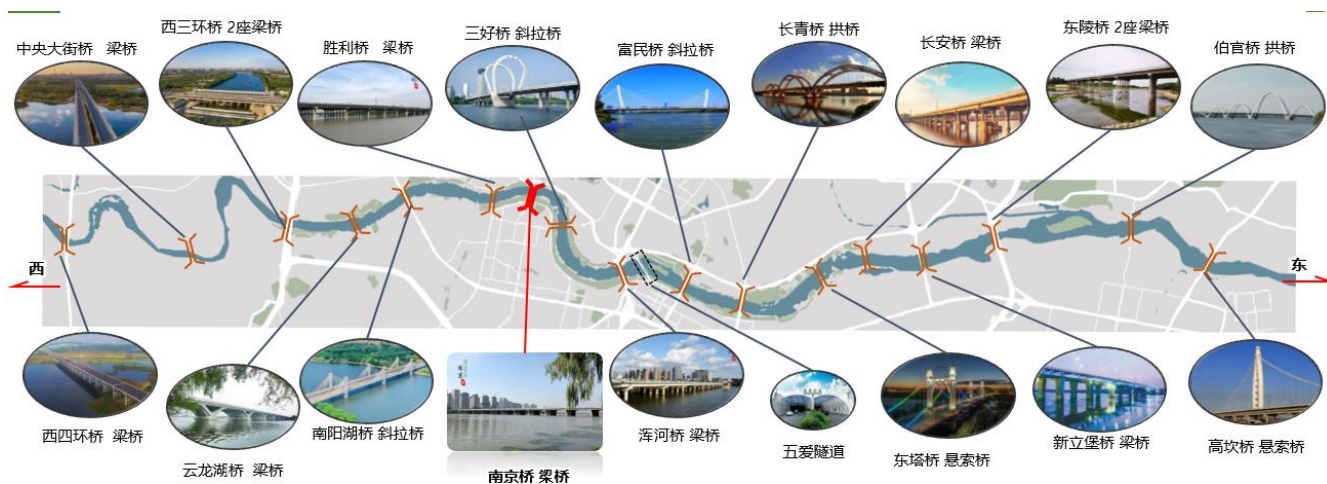 中央大街桥 梁桥
西三环桥 2座梁桥
胜利桥 梁桥
三好桥 斜拉桥
富民桥 斜拉桥
长青桥 拱桥
长安桥 梁桥
东陵桥 2座梁桥
伯官桥 拱桥
西
东
西四环桥 梁桥
云龙湖桥 梁桥
南阳湖桥 斜拉桥
南京桥 梁桥
浑河桥 梁桥
五爱隧道
东塔桥 悬索桥
新立堡桥 梁桥
高坎桥 悬索桥